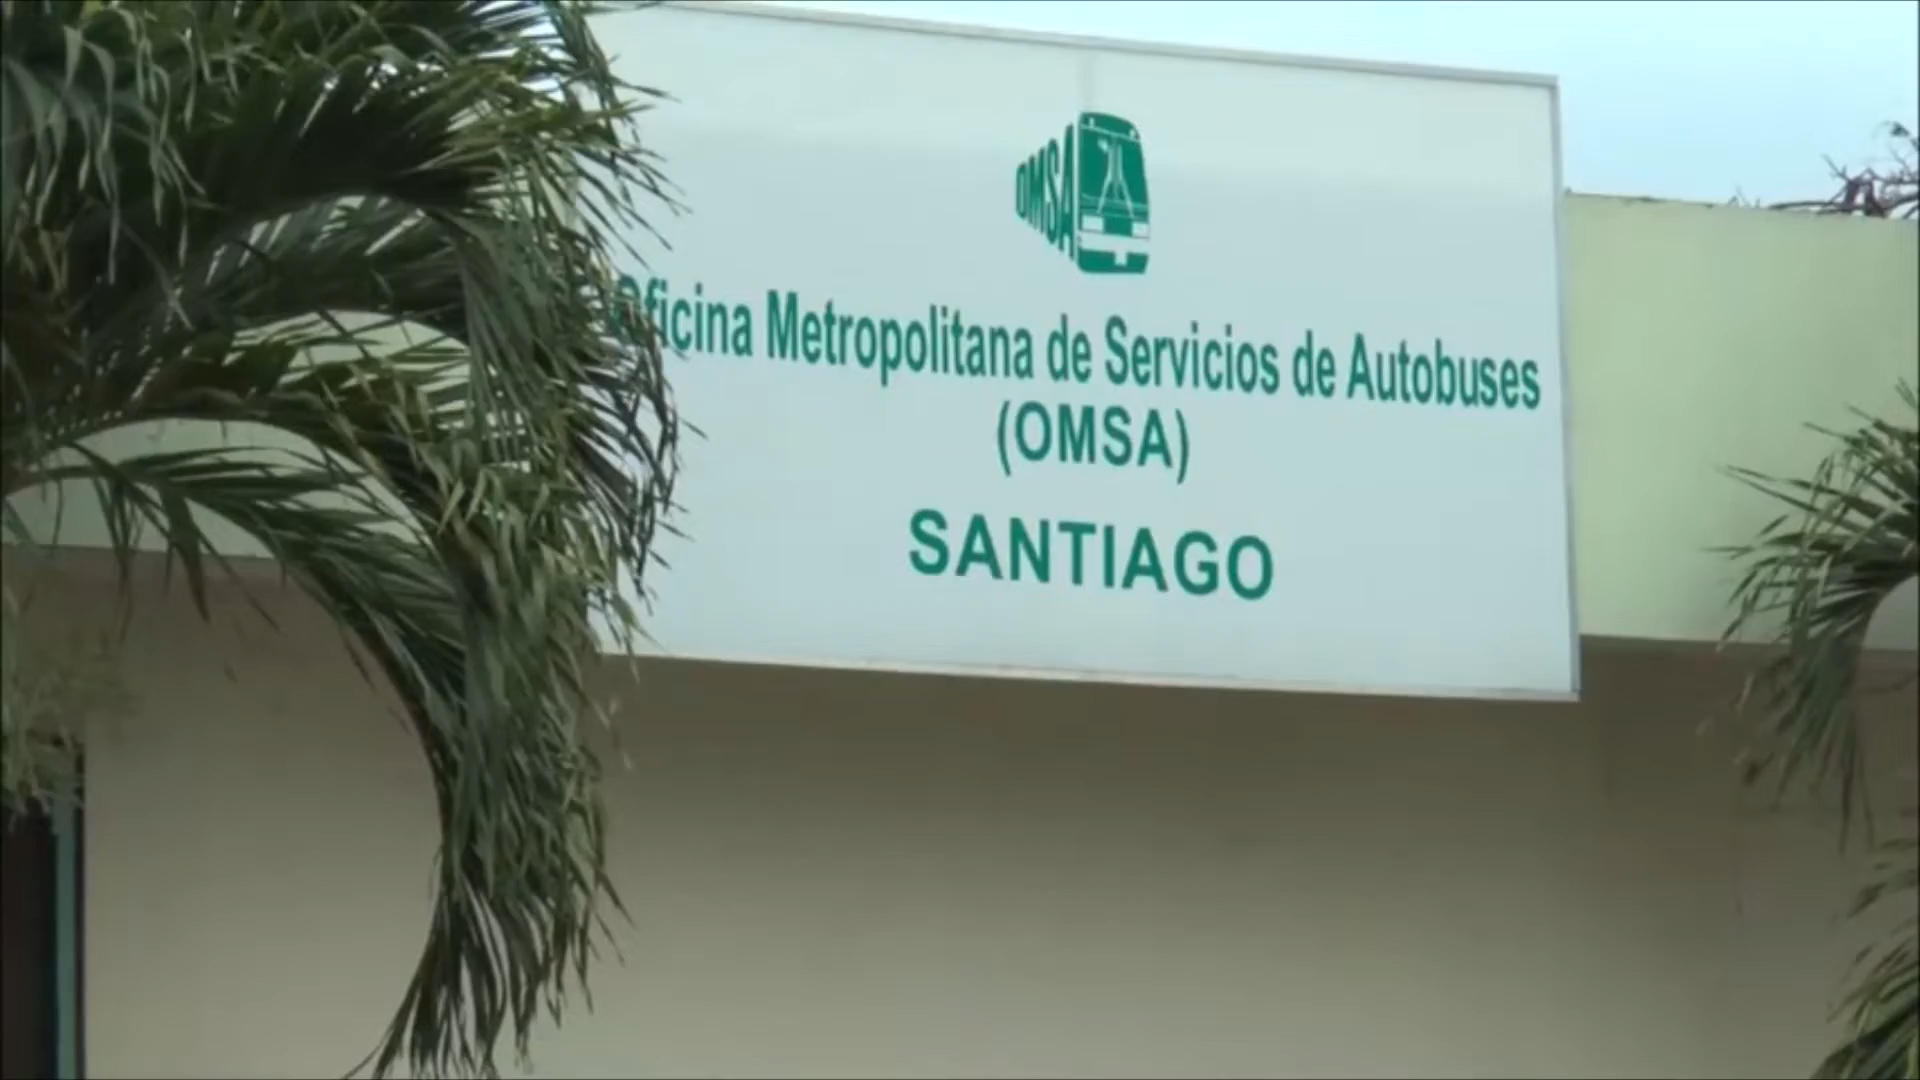 OMSA
Oficina Metropolitana de Servicios de Autobuses
(OMSA)
SANTIAGO